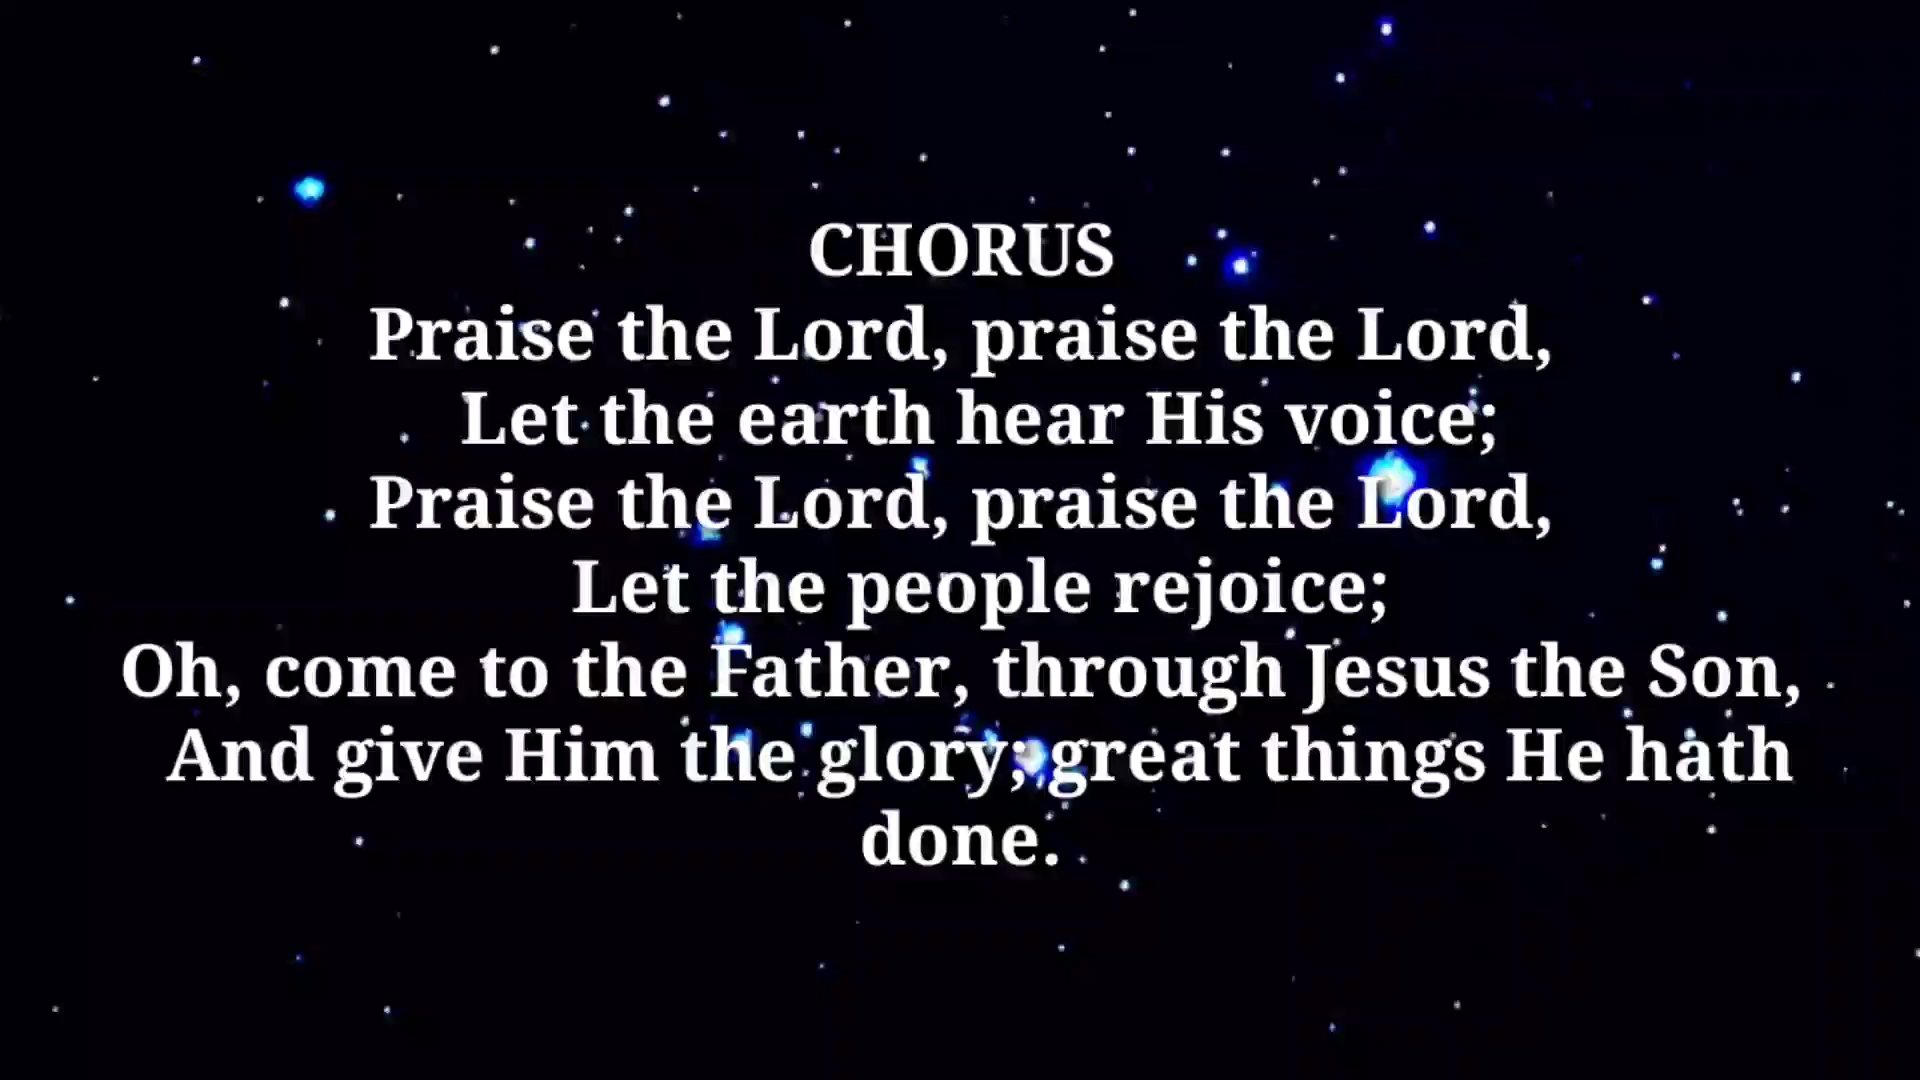 CHORUS
Praise the Lord, praise the Lord,
Let the earth hear His voice;
Praise the Lord, praise the Lord,
Let the people rejoice;
Oh, come to the Father, through Jesus the Son,
And give Him the glory; great things He hath
done.